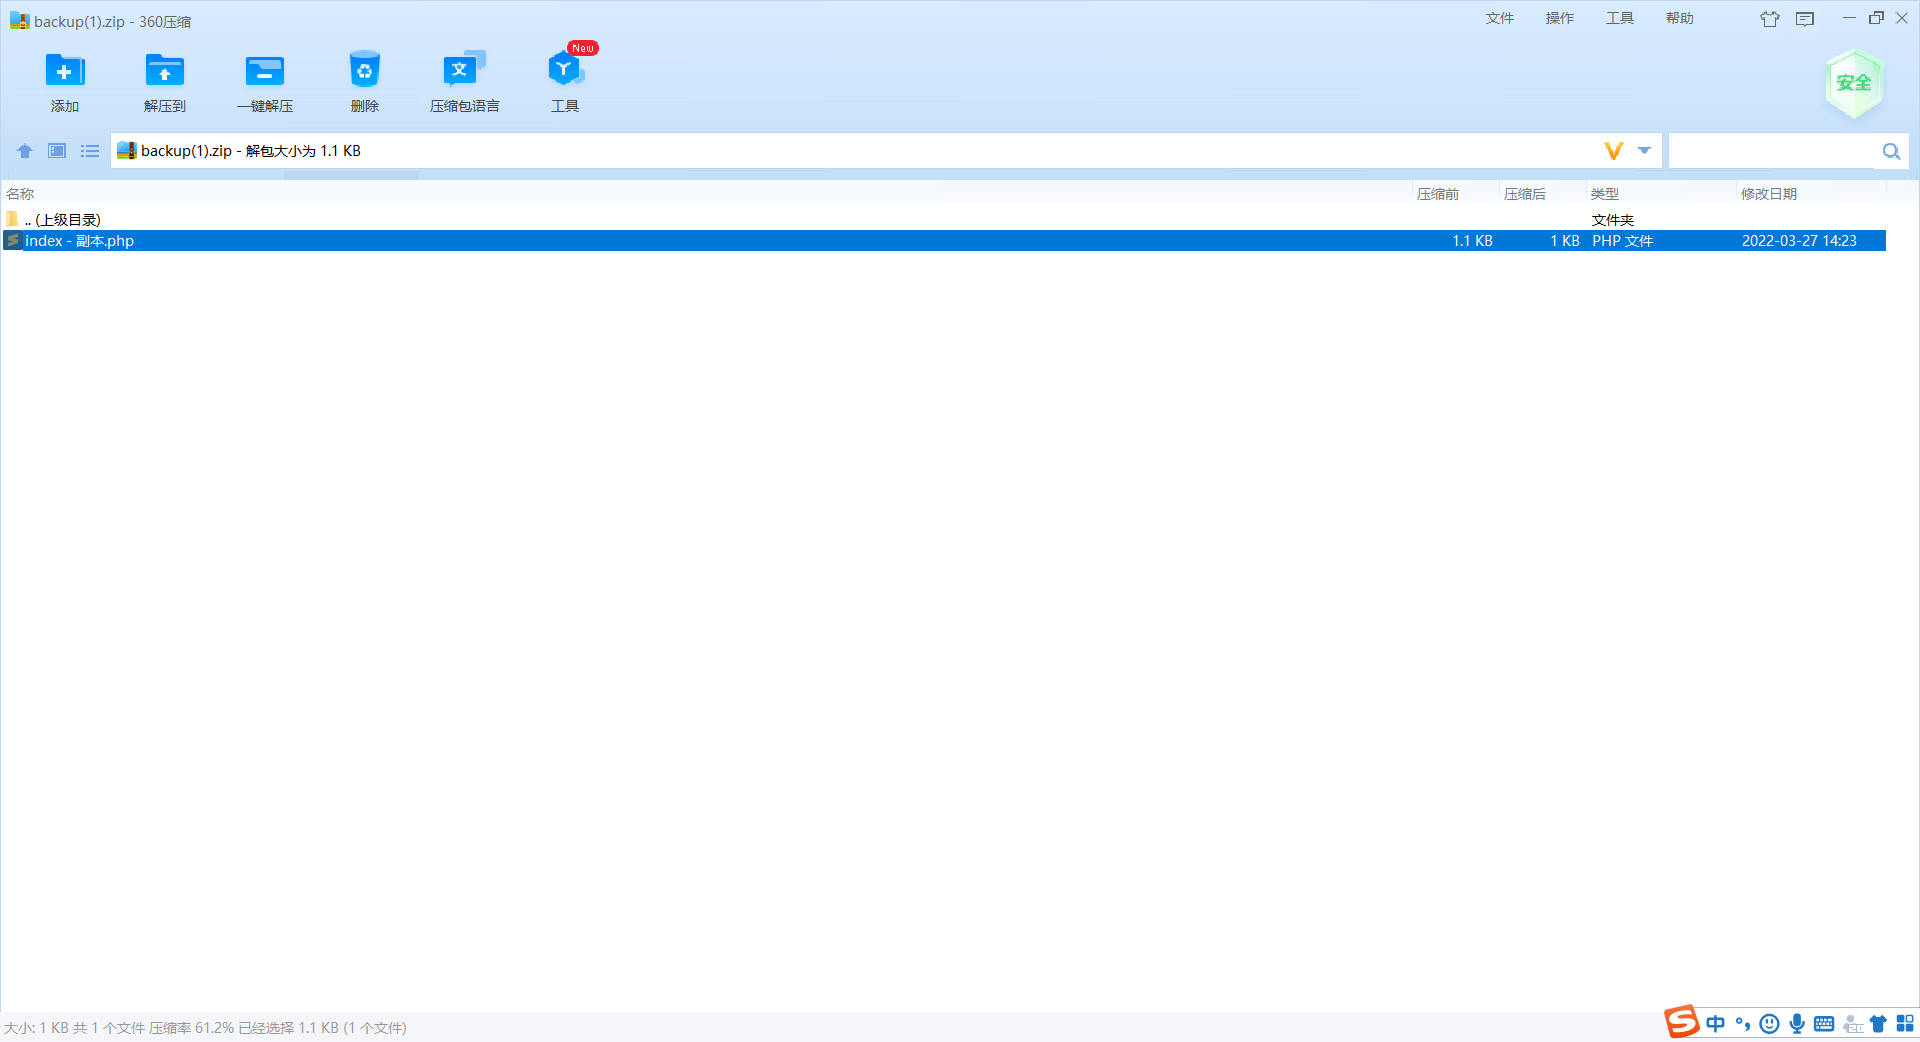 backup(1).zip - 360压缩
文件 操作 工具 帮助
New
添加 解压到 一键解压 删除 压缩包语言 工具
安全
backup(1).zip - 解包大小为 1.1 KB
名称 压缩前 压缩后 类型 修改日期
.. (上级目录) 文件夹
index - 副本.php 1.1 KB 1 KB PHP 文件 2022-03-27 14:23
大小: 1 KB 共 1 个文件 压缩率 61.2% 已经选择 1.1 KB (1 个文件)
中